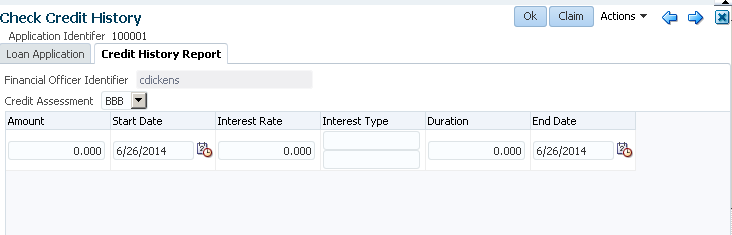 Check Credit History
Ok Claim Actions
Application Identifer 100001
Loan Application Credit History Report
Financial Officer Identifier cdickens
Credit Assessment BBB
Amount Start Date Interest Rate Interest Type Duration End Date
0.000 6/26/2014 0.000 0.000 6/26/2014